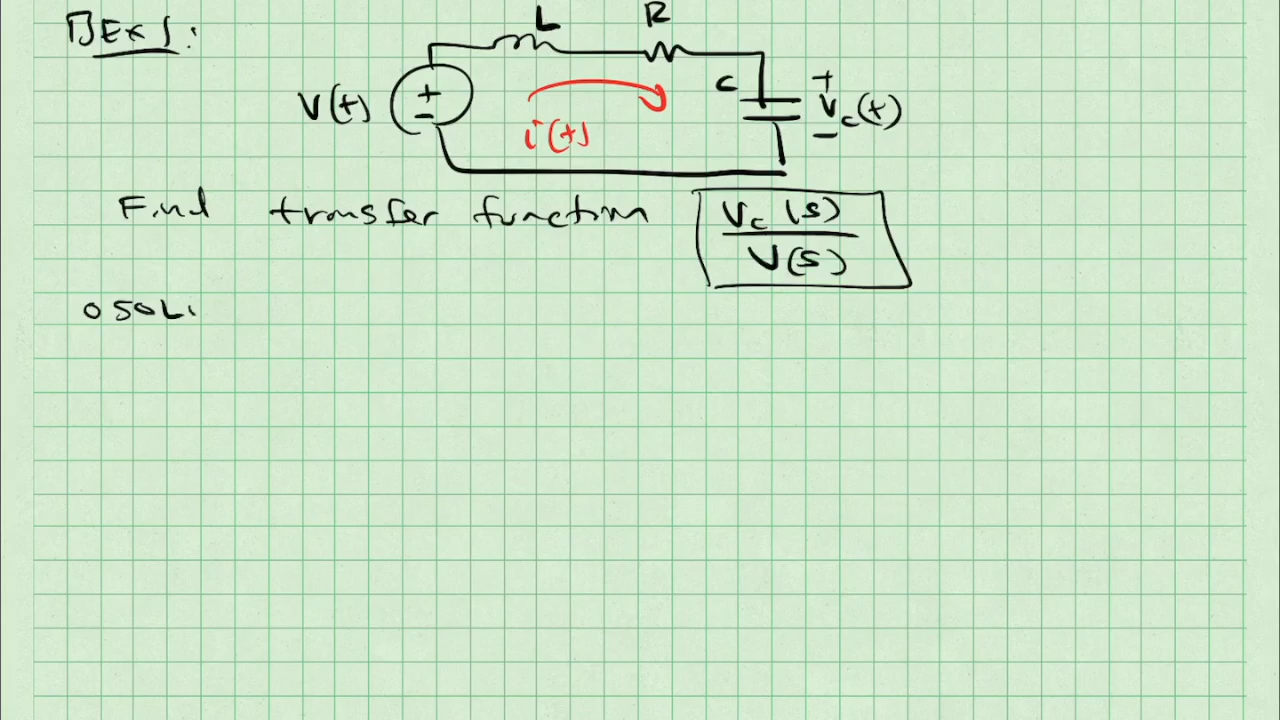 Ex 1:
L R
V(t) + - C + Vc(t) -
i(t)
Find transfer function Vc(s) / V(s)
o SOL: